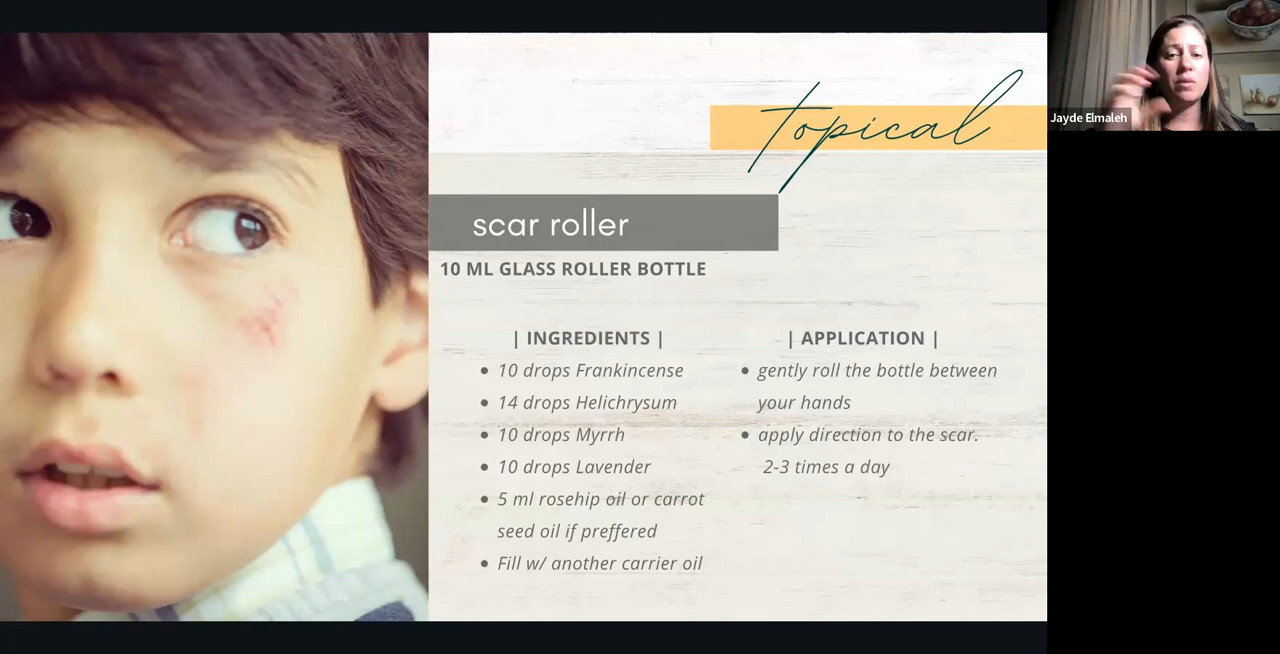 topical
Jayde Elmaleh
scar roller
10 ML GLASS ROLLER BOTTLE
| INGREDIENTS |
10 drops Frankincense
14 drops Helichrysum
10 drops Myrrh
10 drops Lavender
5 ml rosehip oil or carrot
seed oil if preffered
Fill w/ another carrier oil
| APPLICATION |
gently roll the bottle between
your hands
apply direction to the scar.
2-3 times a day